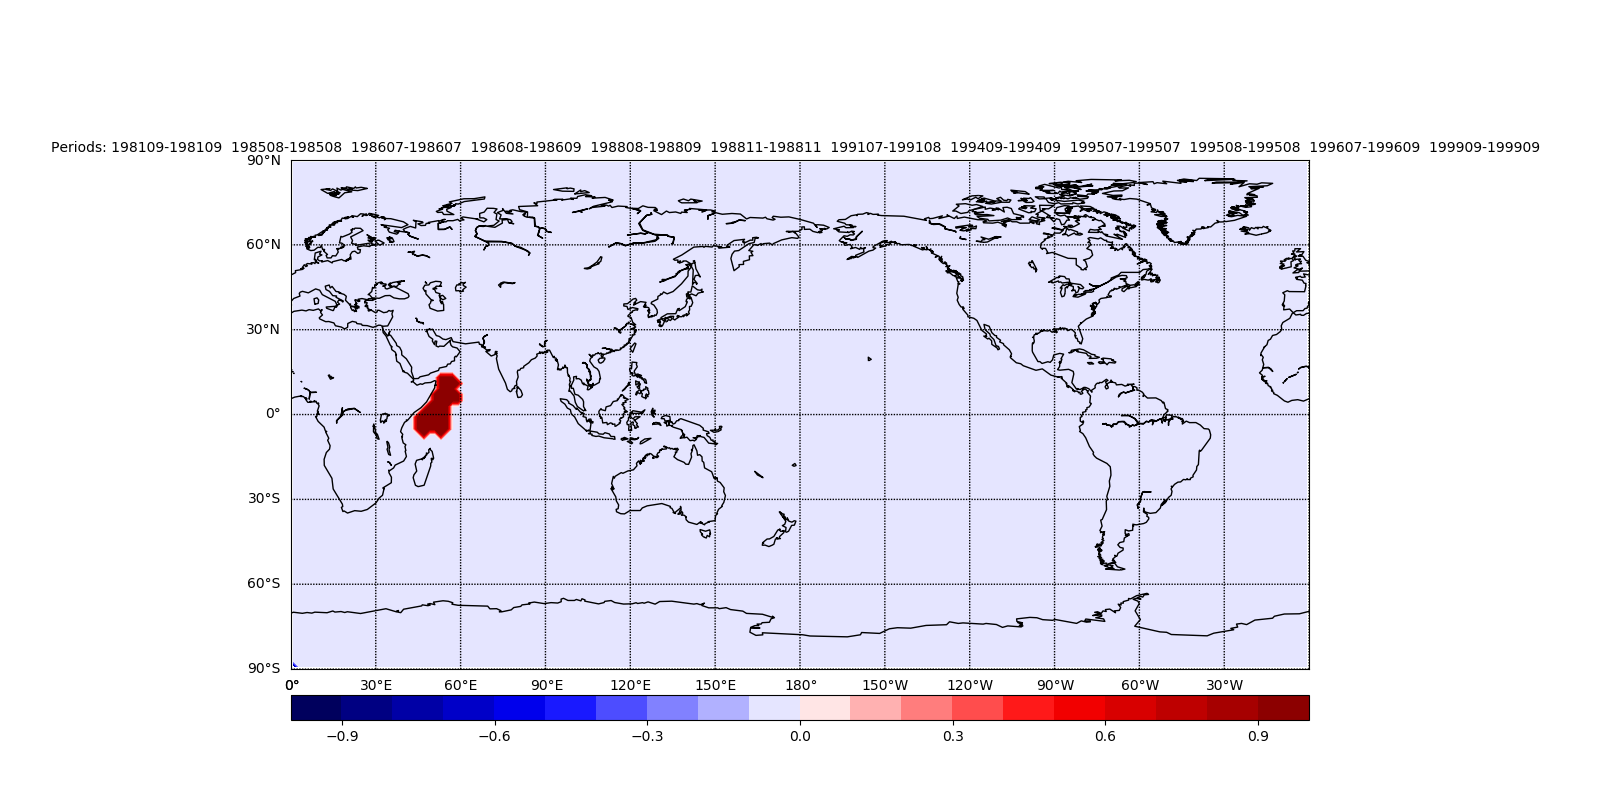 Periods: 198109-198109  198508-198508  198607-198607  198608-198609  198808-198809  198811-198811  199107-199108  199409-199409  199507-199507  199508-199508  199607-199609  199909-199909
90°N
60°N
30°N
0°
30°S
60°S
90°S
0° 30°E 60°E 90°E 120°E 150°E 180° 150°W 120°W 90°W 60°W 30°W
−0.9 −0.6 −0.3 0.0 0.3 0.6 0.9